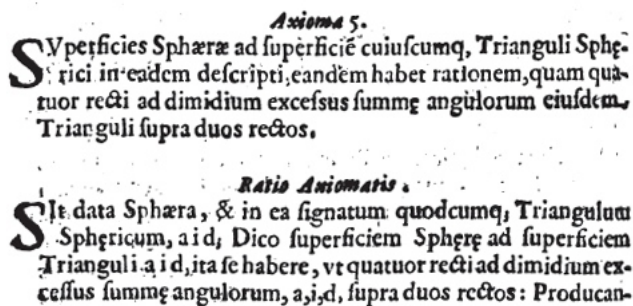 Axioma 5.
SVperficies Sphæræ ad ſuperficiē cuiuſcumq, Trianguli Sphę-
rici in eadem deſcripti, eandem habet rationem, quam qua-
tuor recti ad dimidium exceſsus ſummę angulorum eiuſdem,
Trianguli ſupra duos rectos.
Ratio Axiomatis.
SIt data Sphæra, & in ea ſignatum quodcumq; Triangulum
Sphęricum, a i d; Dico ſuperficiem Sphęrę ad ſuperficiem
Trianguli a i d, ita ſe habere, vt quatuor recti ad dimidium ex-
ceſſus ſummę angulorum, a, i, d, ſupra duos rectos: Producan-